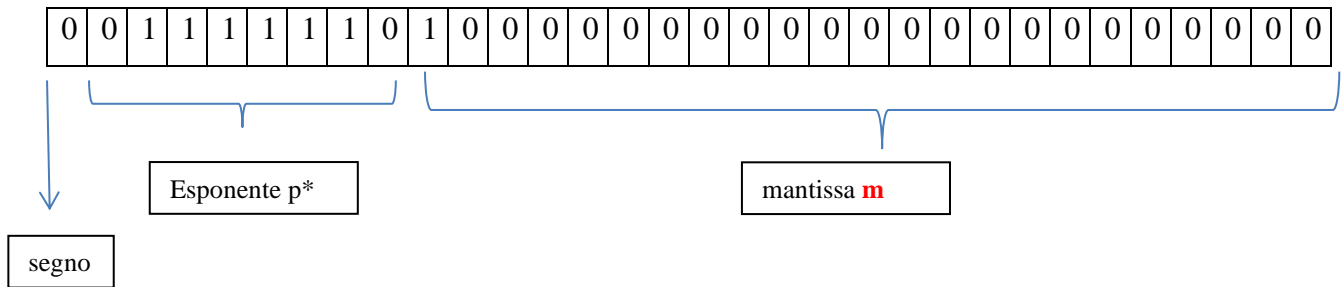 0 0 1 1 1 1 1 1 0 1 0 0 0 0 0 0 0 0 0 0 0 0 0 0 0 0 0 0 0 0 0 0
Esponente p*
mantissa m
segno